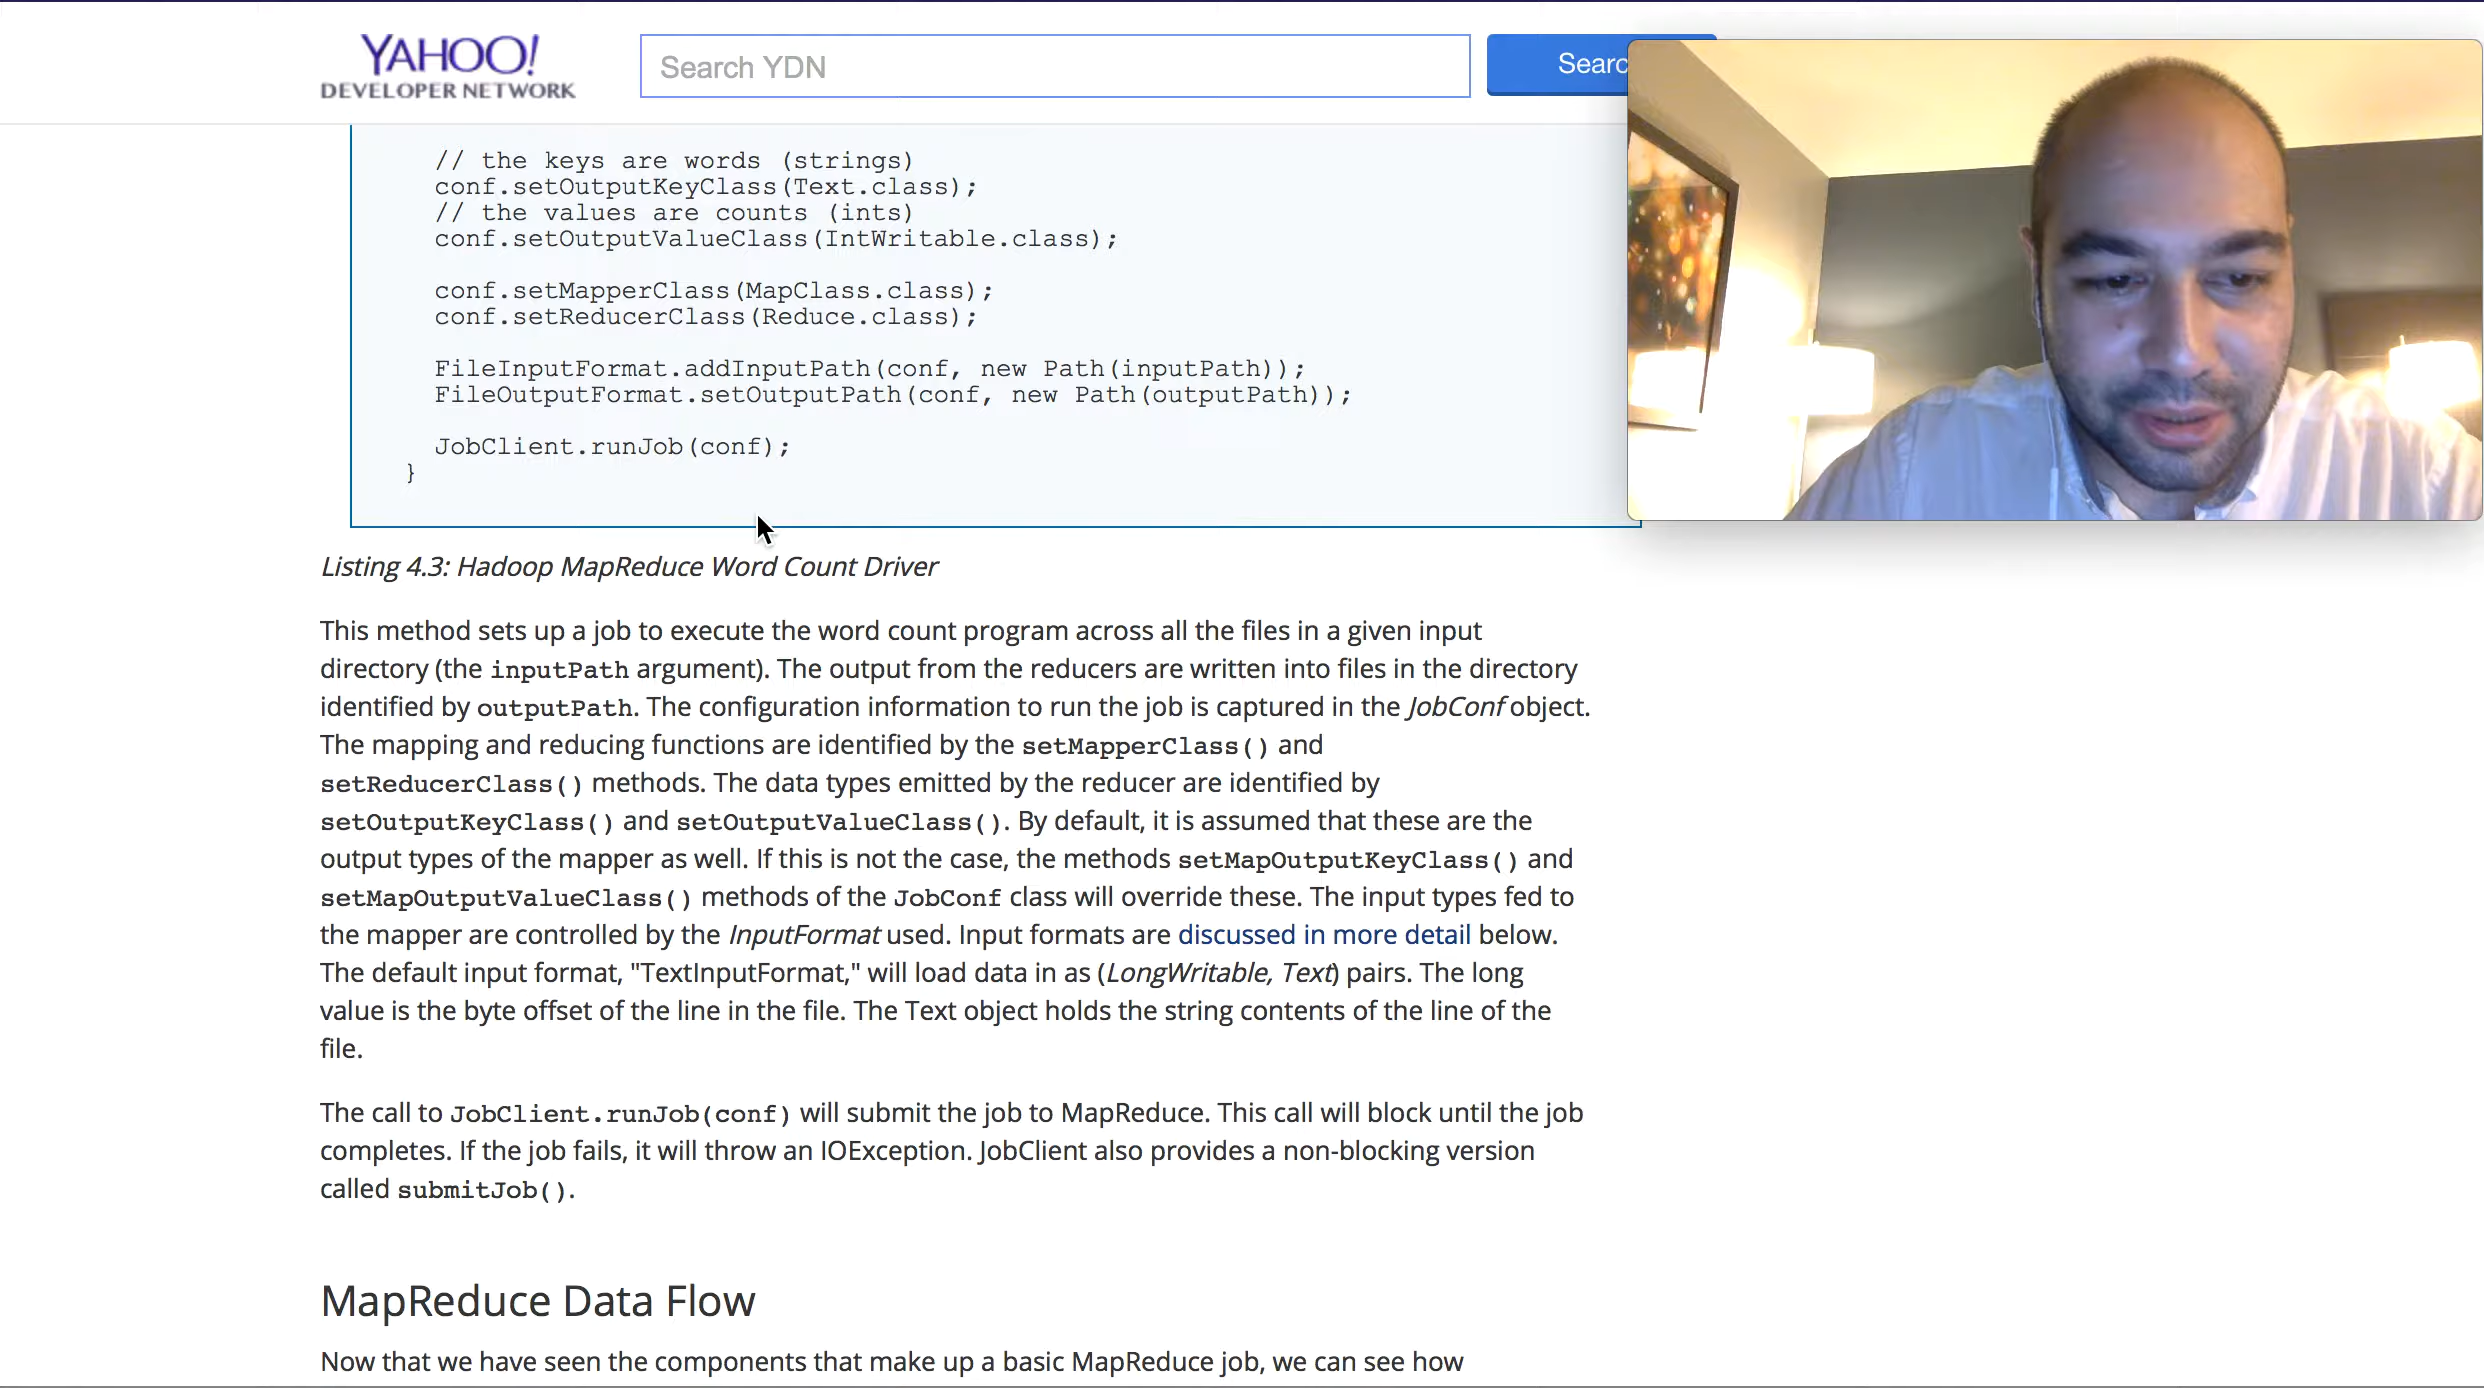 YAHOO!
DEVELOPER NETWORK
Search YDN
Searc
// the keys are words (strings)
conf.setOutputKeyClass(Text.class);
// the values are counts (ints)
conf.setOutputValueClass(IntWritable.class);
conf.setMapperClass(MapClass.class);
conf.setReducerClass(Reduce.class);
FileInputFormat.addInputPath(conf, new Path(inputPath));
FileOutputFormat.setOutputPath(conf, new Path(outputPath));
JobClient.runJob(conf);
}
Listing 4.3: Hadoop MapReduce Word Count Driver
This method sets up a job to execute the word count program across all the files in a given input
directory (the inputPath argument). The output from the reducers are written into files in the directory
identified by outputPath. The configuration information to run the job is captured in the JobConf object.
The mapping and reducing functions are identified by the setMapperClass() and
setReducerClass() methods. The data types emitted by the reducer are identified by
setOutputKeyClass() and setOutputValueClass(). By default, it is assumed that these are the
output types of the mapper as well. If this is not the case, the methods setMapOutputKeyClass() and
setMapOutputValueClass() methods of the JobConf class will override these. The input types fed to
the mapper are controlled by the InputFormat used. Input formats are discussed in more detail below.
The default input format, "TextInputFormat," will load data in as (LongWritable, Text) pairs. The long
value is the byte offset of the line in the file. The Text object holds the string contents of the line of the
file.
The call to JobClient.runJob(conf) will submit the job to MapReduce. This call will block until the job
completes. If the job fails, it will throw an IOException. JobClient also provides a non-blocking version
called submitJob().
MapReduce Data Flow
Now that we have seen the components that make up a basic MapReduce job, we can see how